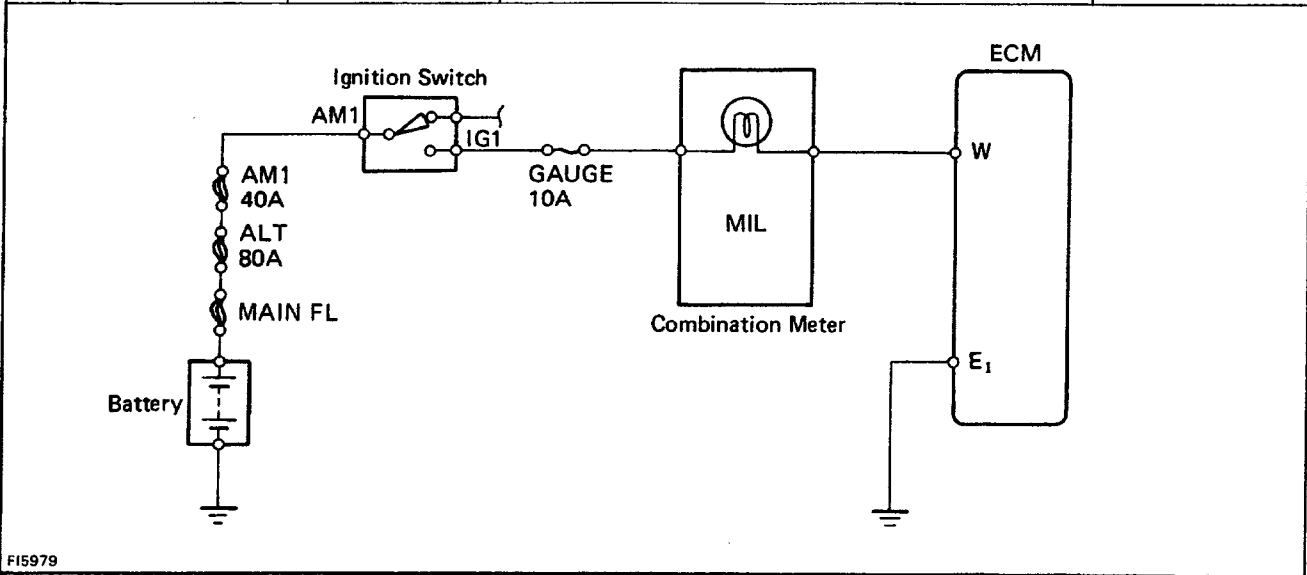 ECM
Ignition Switch
AM1
IG1
W
GAUGE
10A
AM1
40A
MIL
ALT
80A
MAIN FL
Combination Meter
E₁
Battery
FI5979